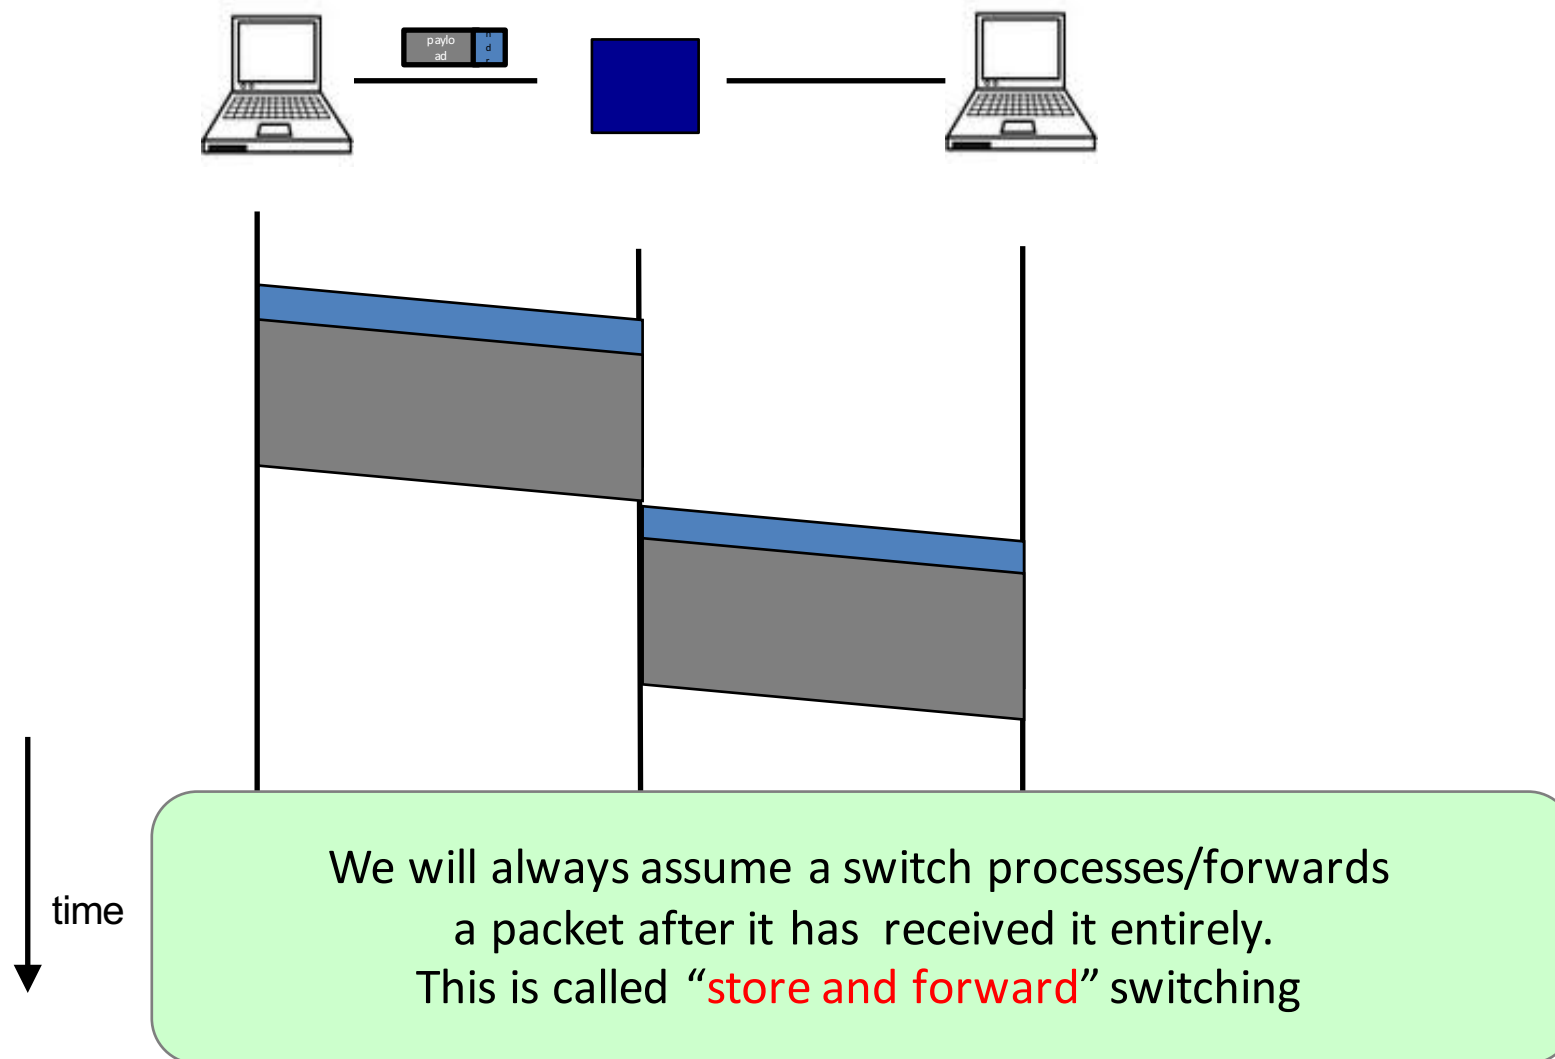 paylo
ad
h
d
r
time
We will always assume a switch processes/forwards
a packet after it has received it entirely.
This is called “store and forward” switching